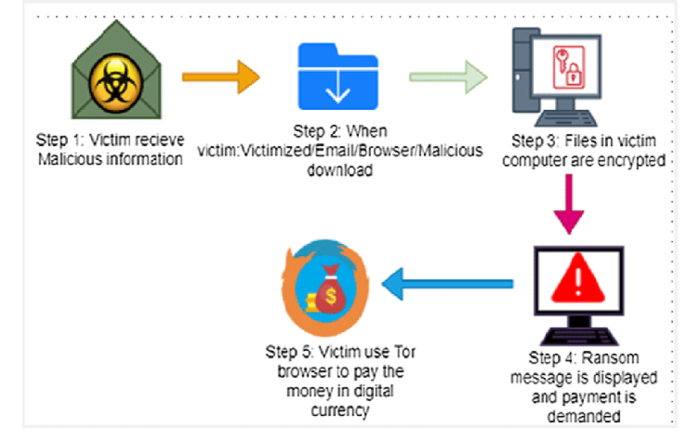 Step 1: Victim recieve
Malicious information
Step 2: When
victim:Victimized/Email/Browser/Malicious
download
Step 3: Files in victim
computer are encrypted
Step 4: Ransom
message is displayed
and payment is
demanded
Step 5: Victim use Tor
browser to pay the
money in digital
currency